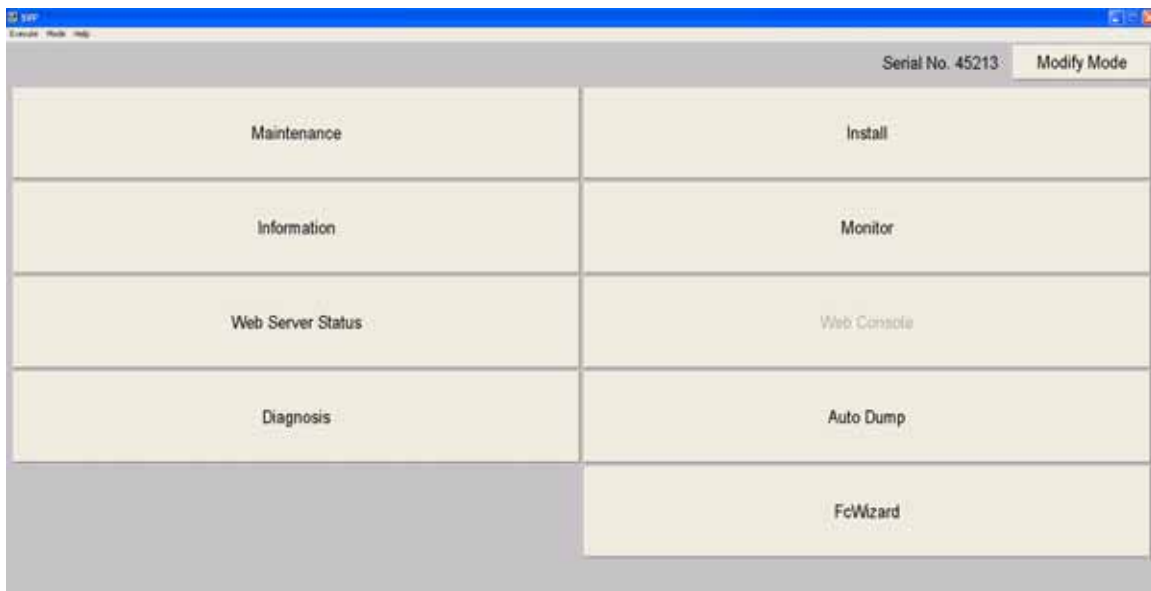 SVP
Execute Mode Help
Serial No. 45213 Modify Mode
Maintenance Install
Information Monitor
Web Server Status Web Console
Diagnosis Auto Dump
FcWizard